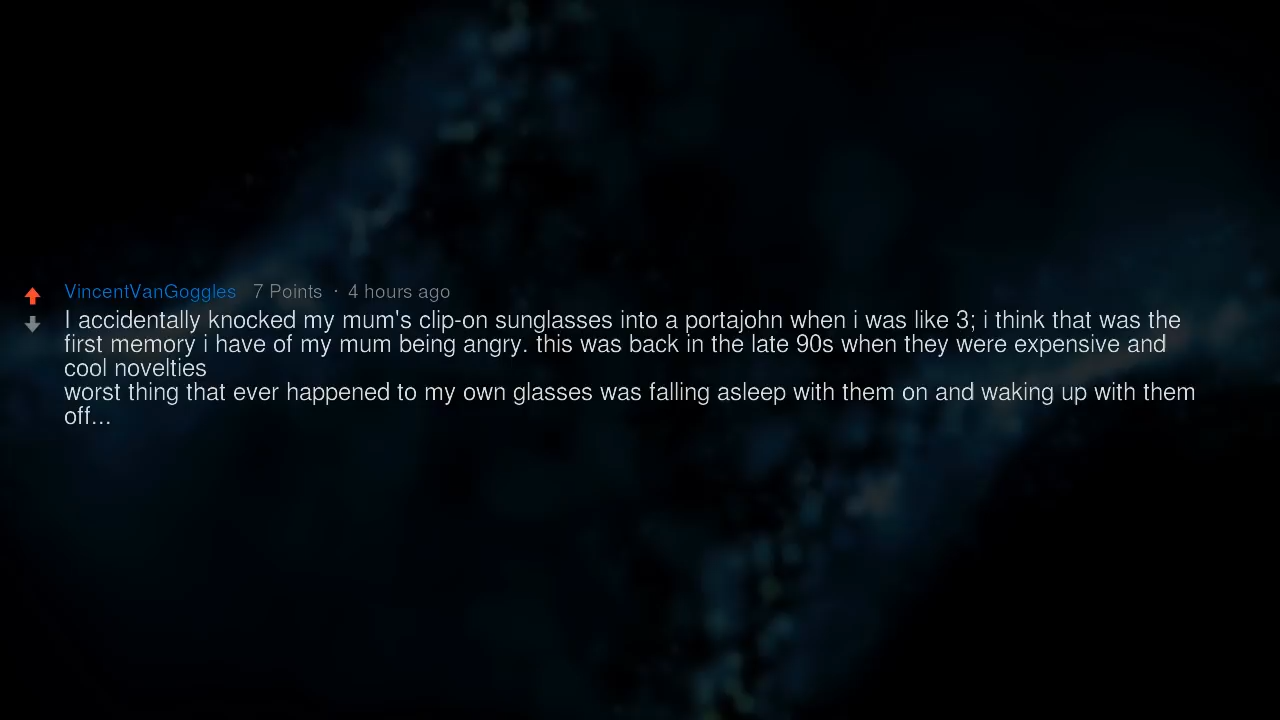 VincentVanGoggles 7 Points · 4 hours ago
I accidentally knocked my mum's clip-on sunglasses into a portajohn when i was like 3; i think that was the
first memory i have of my mum being angry. this was back in the late 90s when they were expensive and
cool novelties
worst thing that ever happened to my own glasses was falling asleep with them on and waking up with them
off...